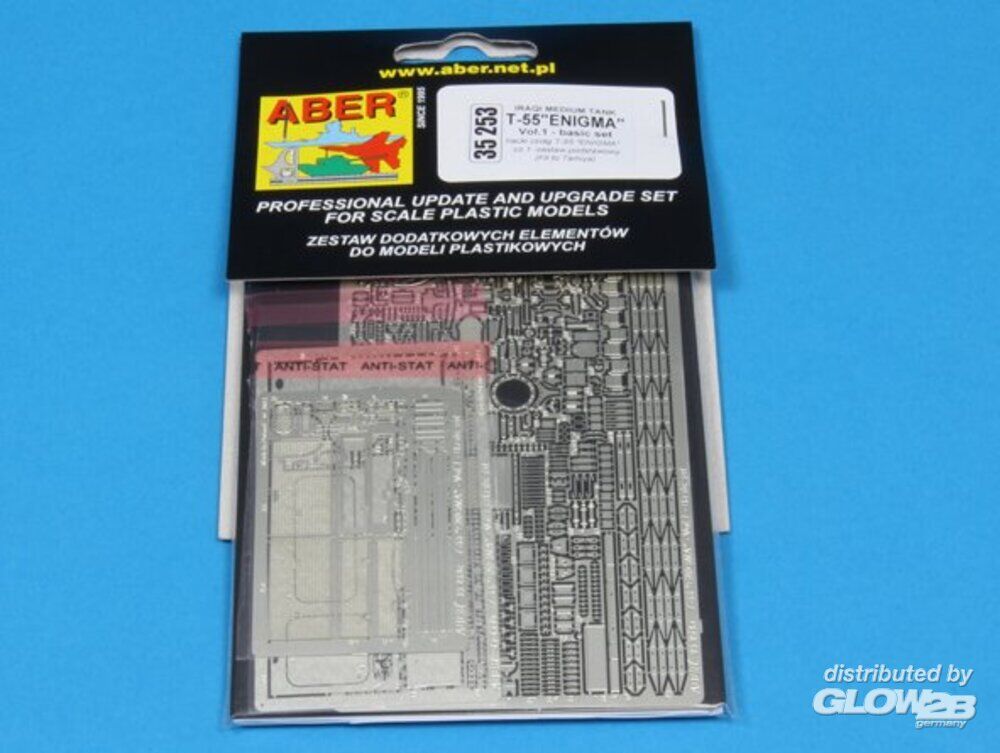 www.aber.net.pl
ABER®
SINCE 1995
35 253
IRAQI MEDIUM TANK
T-55"ENIGMA"
Vol.1 - basic set
PROFESSIONAL UPDATE AND UPGRADE SET
FOR SCALE PLASTIC MODELS
ZESTAW DODATKOWYCH ELEMENTÓW
DO MODELI PLASTIKOWYCH
ANTI-STAT ANTI-STAT ANTI-
distributed by
GLOW2B
germany